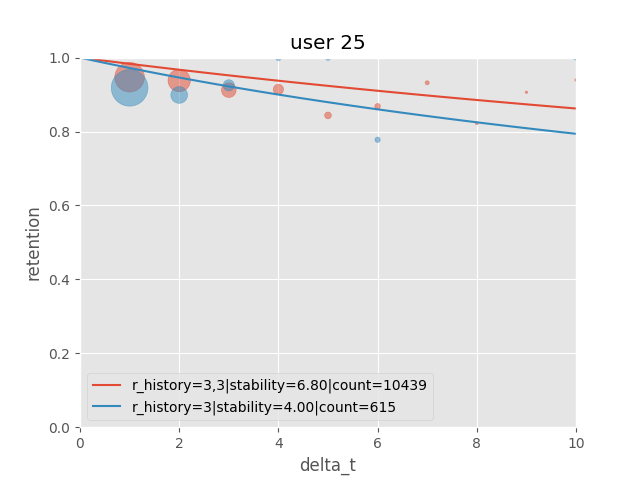 user 25
retention
1.0
0.8
0.6
0.4
0.2
0.0
r_history=3,3|stability=6.80|count=10439
r_history=3|stability=4.00|count=615
0 2 4 6 8 10
delta_t